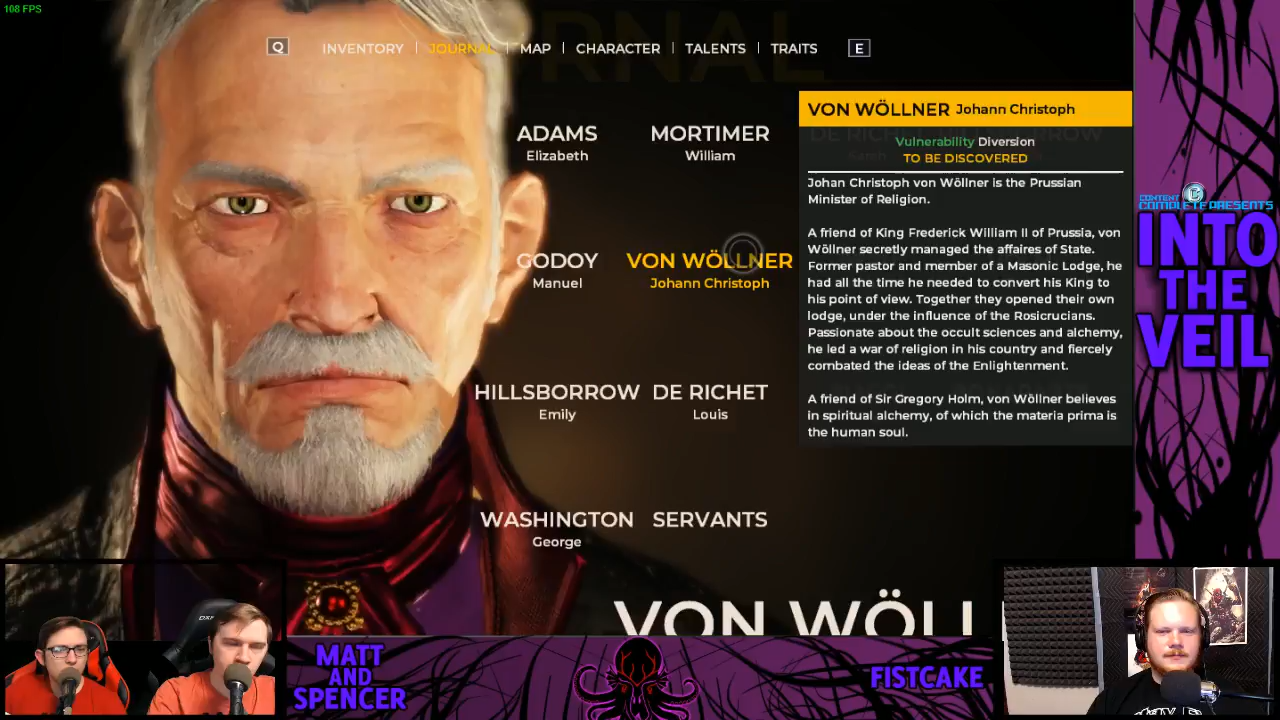 108 FPS
Q INVENTORY JOURNAL MAP CHARACTER TALENTS TRAITS E
ADAMS
Elizabeth
MORTIMER
William
GODOY
Manuel
VON WÖLLNER
Johann Christoph
HILLSBORROW
Emily
DE RICHET
Louis
WASHINGTON
George
SERVANTS
VON WÖLLNER Johann Christoph
Vulnerability Diversion
TO BE DISCOVERED
Johan Christoph von Wöllner is the Prussian
Minister of Religion.
A friend of King Frederick William II of Prussia, von
Wöllner secretly managed the affaires of State.
Former pastor and member of a Masonic Lodge, he
had all the time he needed to convert his King to
his point of view. Together they opened their own
lodge, under the influence of the Rosicrucians.
Passionate about the occult sciences and alchemy,
he led a war of religion in his country and fiercely
combated the ideas of the Enlightenment.
A friend of Sir Gregory Holm, von Wöllner believes
in spiritual alchemy, of which the materia prima is
the human soul.
VON WÖLL
CONTENT
COMPLETE PRESENTS
INTO
THE
VEIL
MATT
AND
SPENCER
FISTCAKE